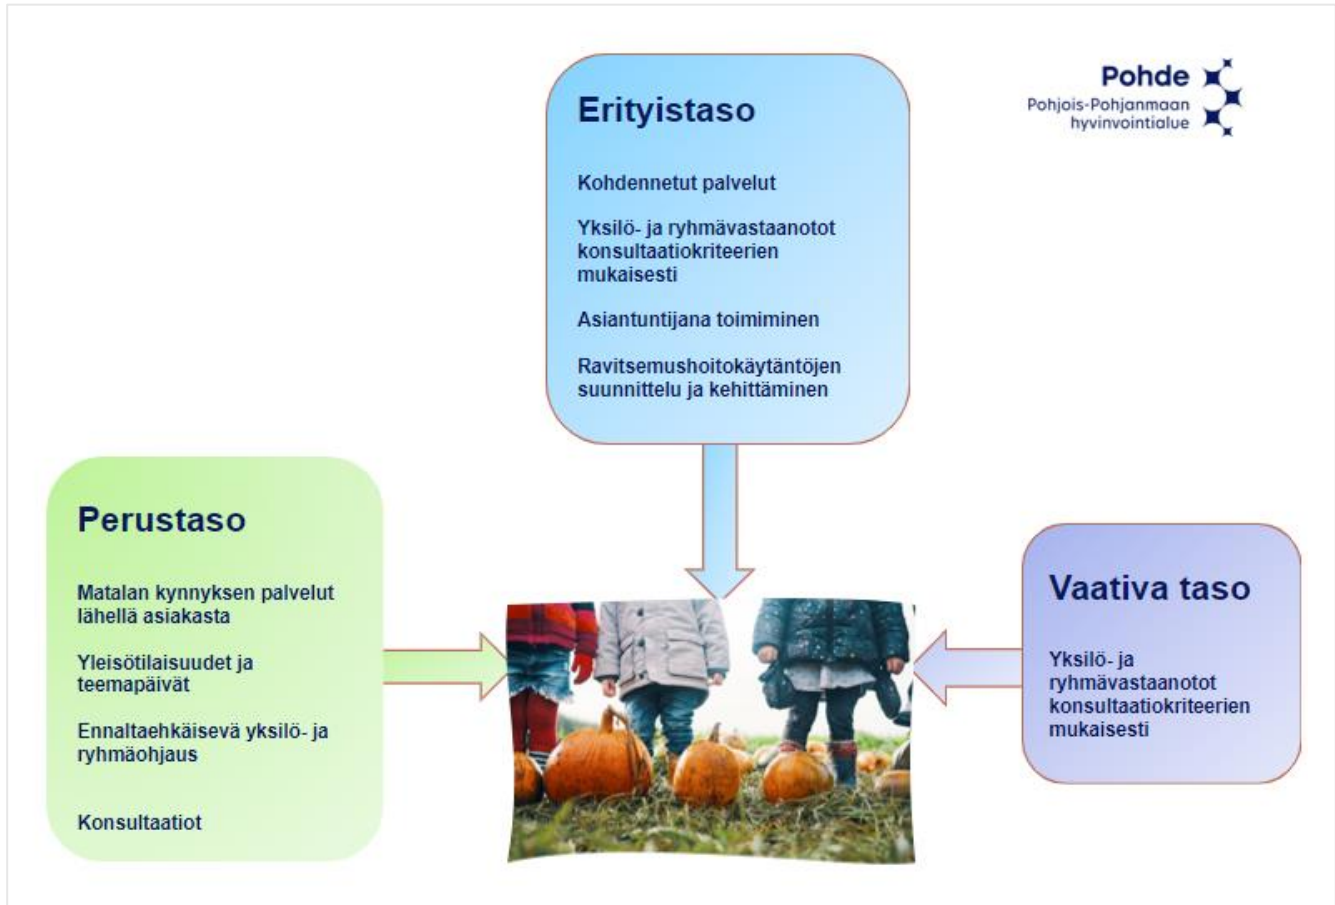 Erityistaso
Kohdennetut palvelut
Yksilö- ja ryhmävastaanotot
konsultaatiokriteerien
mukaisesti
Asiantuntijana toimiminen
Ravitsemushoitokäytäntöjen
suunnittelu ja kehittäminen
Pohde
Pohjois-Pohjanmaan
hyvinvointialue
Perustaso
Matalan kynnyksen palvelut
lähellä asiakasta
Yleisötilaisuudet ja
teemapäivät
Ennaltaehkäisevä yksilö- ja
ryhmäohjaus
Konsultaatiot
Vaativa taso
Yksilö- ja
ryhmävastaanotot
konsultaatiokriteerien
mukaisesti